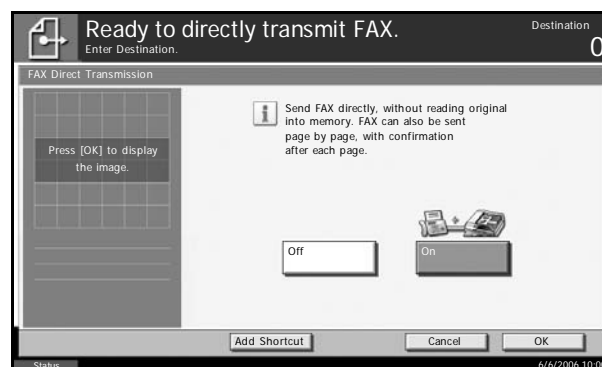 Ready to directly transmit FAX.
Destination
Enter Destination.
0
FAX Direct Transmission
Send FAX directly, without reading original
into memory. FAX can also be sent
page by page, with confirmation
after each page.
Press [OK] to display
the image.
Off
On
Add Shortcut
Cancel
OK
Status
6/6/2006 10:0